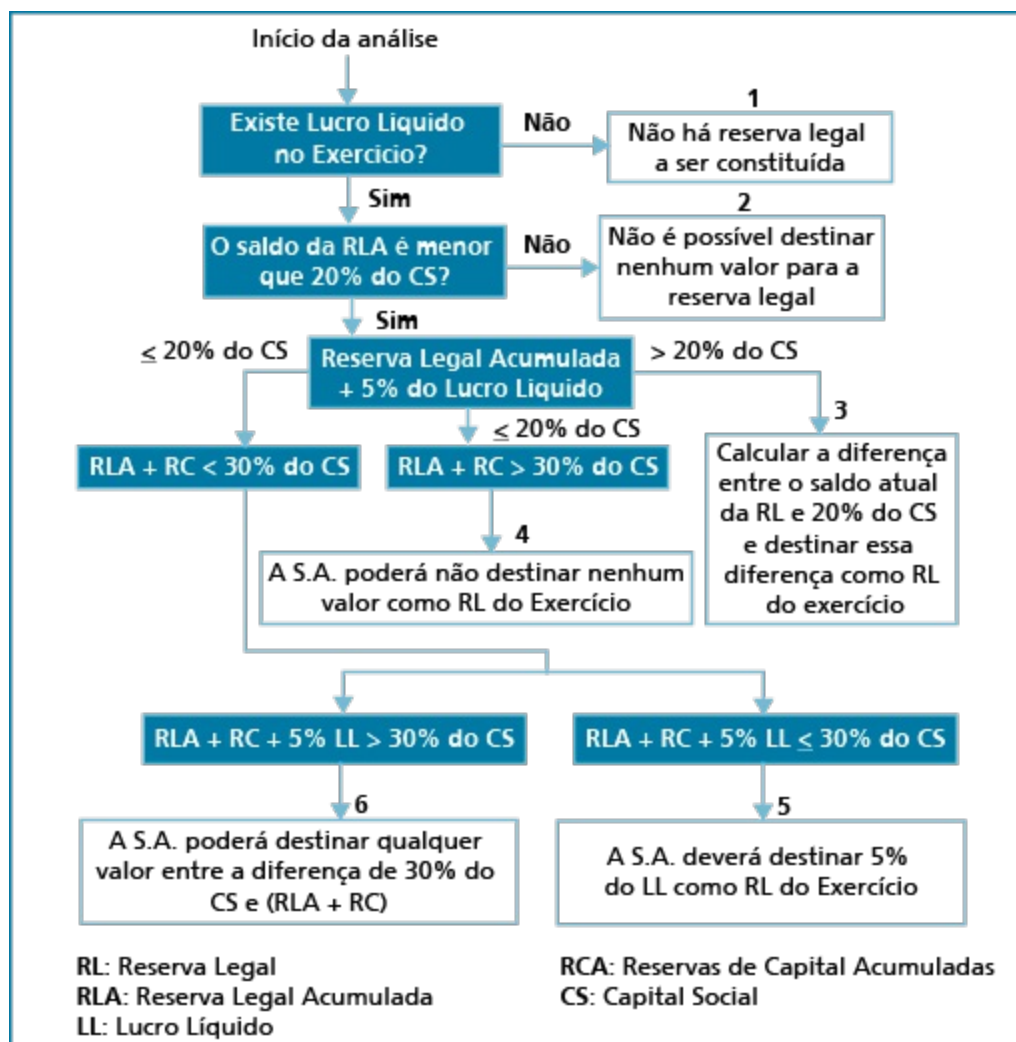 Início da análise
Existe Lucro Liquido
no Exercicio?
Não
1
Não há reserva legal
a ser constituída
Sim
2
O saldo da RLA é menor
que 20% do CS?
Não
Não é possível destinar
nenhum valor para a
reserva legal
Sim
≤ 20% do CS
Reserva Legal Acumulada
+ 5% do Lucro Liquido
> 20% do CS
3
≤ 20% do CS
RLA + RC < 30% do CS
RLA + RC > 30% do CS
Calcular a diferença
entre o saldo atual
da RL e 20% do CS
e destinar essa
diferença como RL
do exercício
4
A S.A. poderá não destinar nenhum
valor como RL do Exercício
RLA + RC + 5% LL > 30% do CS
RLA + RC + 5% LL ≤ 30% do CS
6
A S.A. poderá destinar qualquer
valor entre a diferença de 30% do
CS e (RLA + RC)
5
A S.A. deverá destinar 5%
do LL como RL do Exercício
RL: Reserva Legal
RLA: Reserva Legal Acumulada
LL: Lucro Líquido
RCA: Reservas de Capital Acumuladas
CS: Capital Social